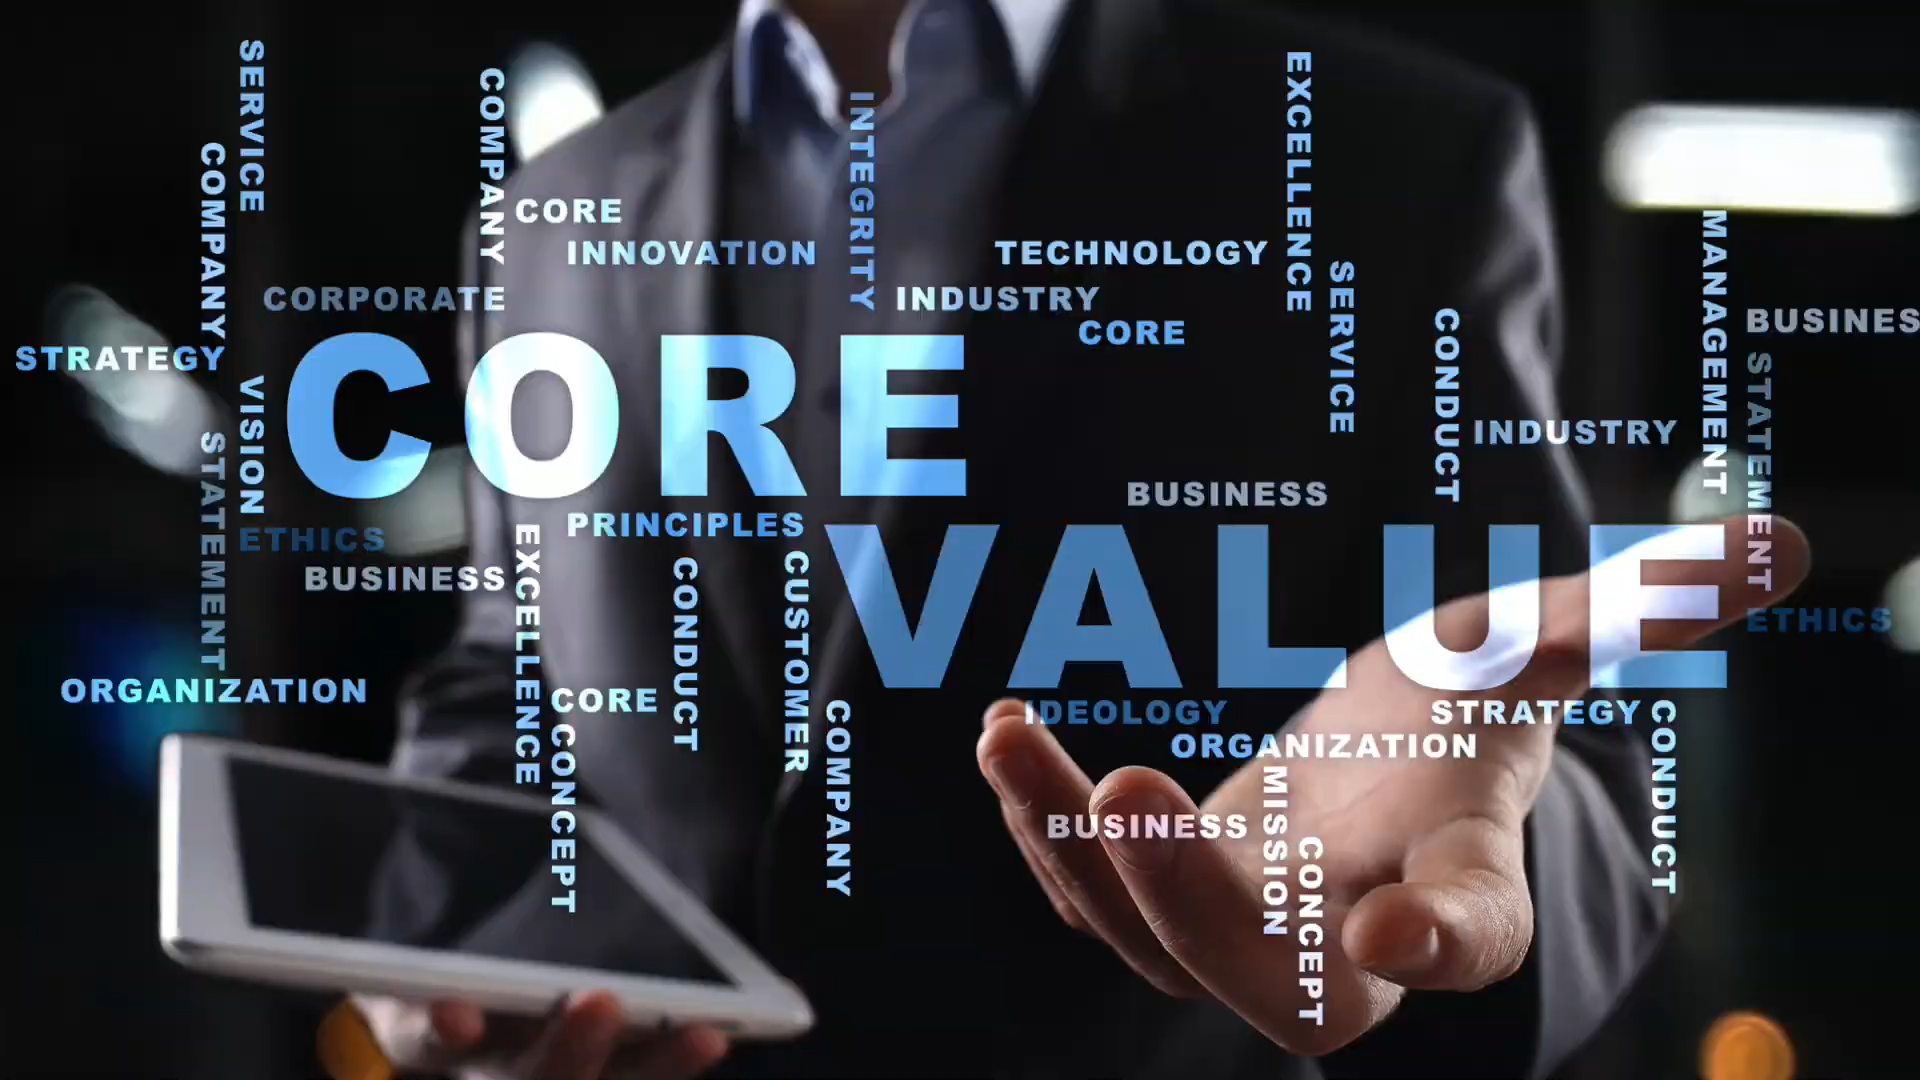 SERVICE
COMPANY
COMPANY
INTEGRITY
EXCELLENCE
CORE
INNOVATION
TECHNOLOGY
MANAGEMENT
CORPORATE
INDUSTRY
SERVICE
BUSINES
CORE
STRATEGY
CORE
CONDUCT
STATEMENT
VISION
INDUSTRY
STATEMENT
BUSINESS
PRINCIPLES
ETHICS
VALUE
EXCELLENCE
BUSINESS
CUSTOMER
CONDUCT
ETHICS
ORGANIZATION
CORE
IDEOLOGY
STRATEGY
CONDUCT
COMPANY
CONCEPT
ORGANIZATION
MISSION
BUSINESS
CONCEPT